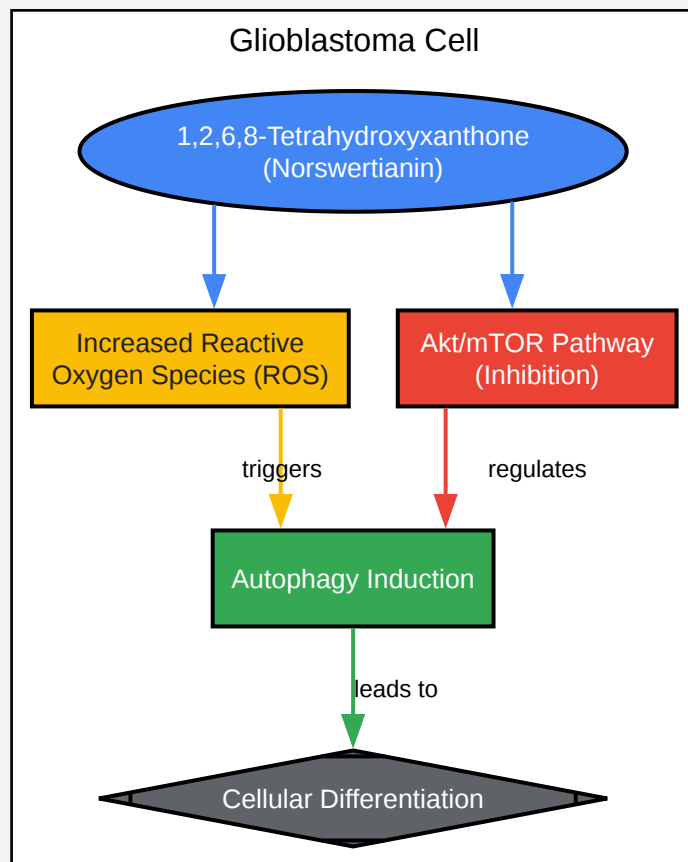 Glioblastoma Cell
1,2,6,8-Tetrahydroxyxanthone
(Norswertianin)
Increased Reactive
Oxygen Species (ROS)
Akt/mTOR Pathway
(Inhibition)
triggers
regulates
Autophagy Induction
leads to
Cellular Differentiation